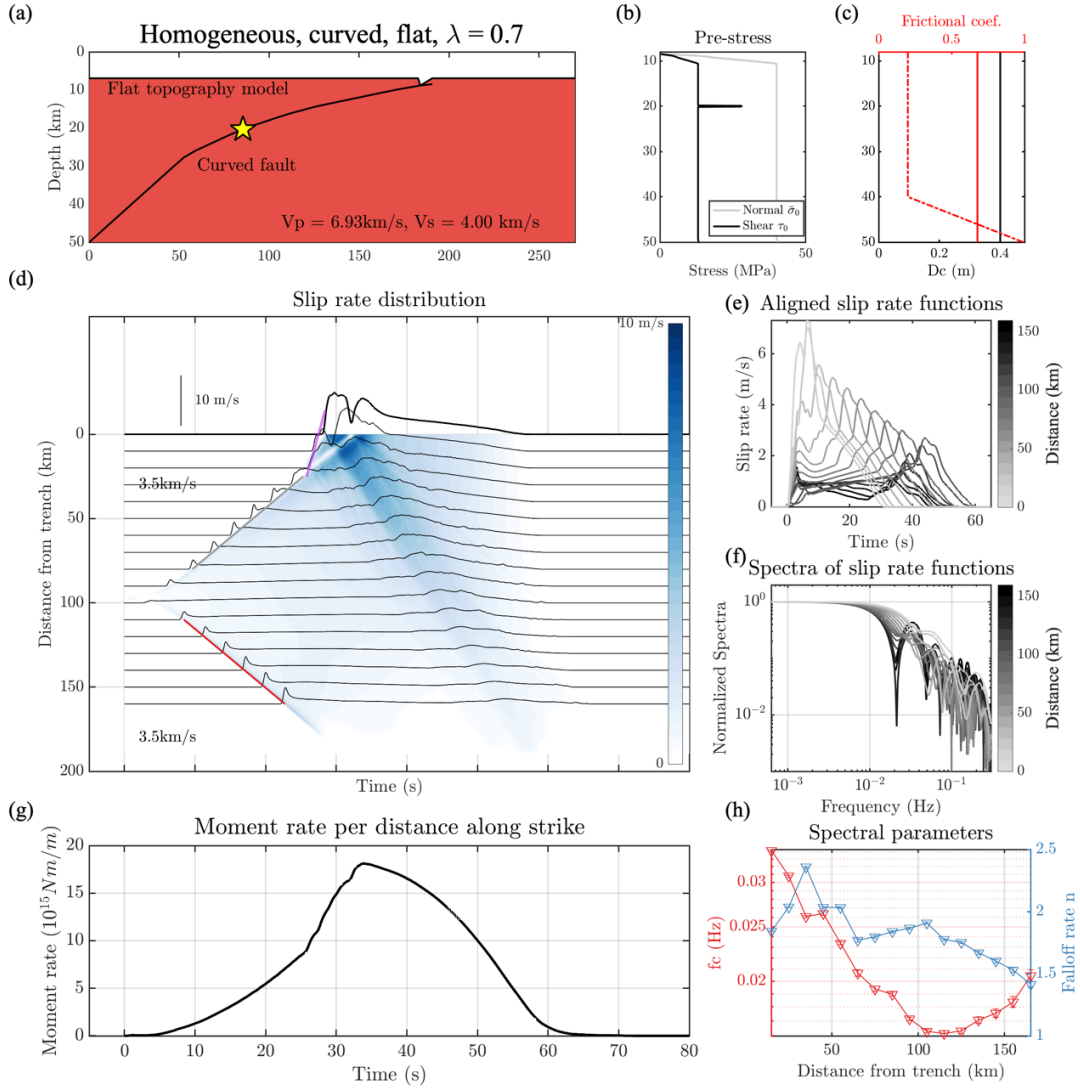 (a)
Homogeneous, curved, flat, λ = 0.7
0
10
20
30
40
50
Depth (km)
Flat topography model
Curved fault
Vp = 6.93km/s, Vs = 4.00 km/s
0
50
100
150
200
250
(b)
Pre-stress
10
20
30
40
50
Normal σ̄₀
Shear τ₀
0
50
Stress (MPa)
(c)
Frictional coef.
0
0.2
0.4
0.6
0.8
1
10
20
30
40
50
0
0.2
0.4
Dc (m)
(d)
Slip rate distribution
10 m/s
10 m/s
0
3.5km/s
50
100
150
3.5km/s
200
0
Distance from trench (km)
Time (s)
(e)
Aligned slip rate functions
6
4
2
0
Slip rate (m/s)
0
20
40
60
Time (s)
150
100
50
0
Distance (km)
(f)
Spectra of slip rate functions
10⁰
10⁻²
Normalized Spectra
10⁻³
10⁻²
10⁻¹
Frequency (Hz)
150
100
50
0
Distance (km)
(g)
Moment rate per distance along strike
20
15
10
5
0
Moment rate (10¹⁵Nm/m)
0
10
20
30
40
50
60
70
80
Time (s)
(h)
Spectral parameters
0.03
0.025
0.02
fc (Hz)
2.5
2
1.5
1
Falloff rate n
50
100
150
Distance from trench (km)